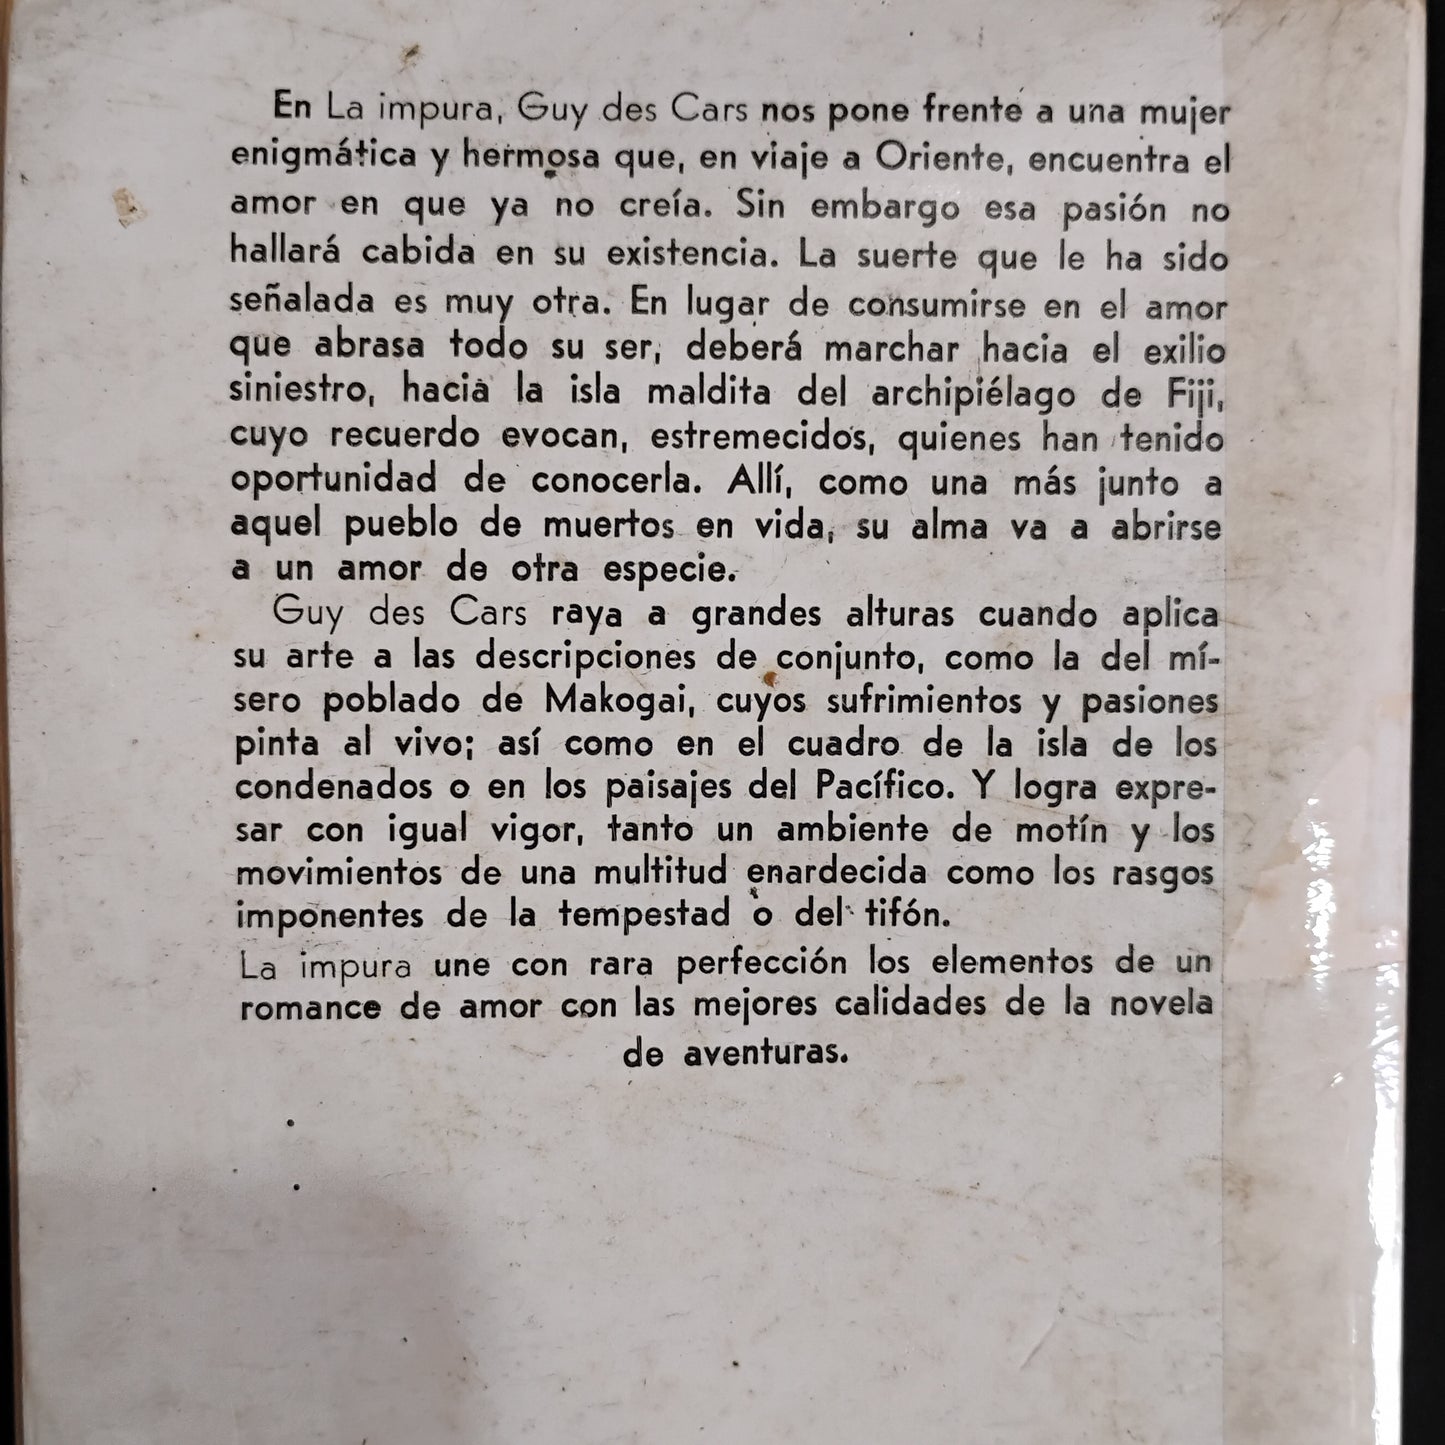 En La impura, Guy des Cars nos pone frente a una mujer
enigmática y hermosa que, en viaje a Oriente, encuentra el
amor en que ya no creía. Sin embargo esa pasión no
hallará cabida en su existencia. La suerte que le ha sido
señalada es muy otra. En lugar de consumirse en el amor
que abrasa todo su ser, deberá marchar hacia el exilio
siniestro, hacia la isla maldita del archipiélago de Fiji,
cuyo recuerdo evocan, estremecidos, quienes han tenido
oportunidad de conocerla. Allí, como una más junto a
aquel pueblo de muertos en vida, su alma va a abrirse
a un amor de otra especie.
Guy des Cars raya a grandes alturas cuando aplica
su arte a las descripciones de conjunto, como la del mí-
sero poblado de Makogai, cuyos sufrimientos y pasiones
pinta al vivo; así como en el cuadro de la isla de los
condenados o en los paisajes del Pacífico. Y logra expre-
sar con igual vigor, tanto un ambiente de motín y los
movimientos de una multitud enardecida como los rasgos
imponentes de la tempestad o del tifón.
La impura une con rara perfección los elementos de un
romance de amor con las mejores calidades de la novela
de aventuras.